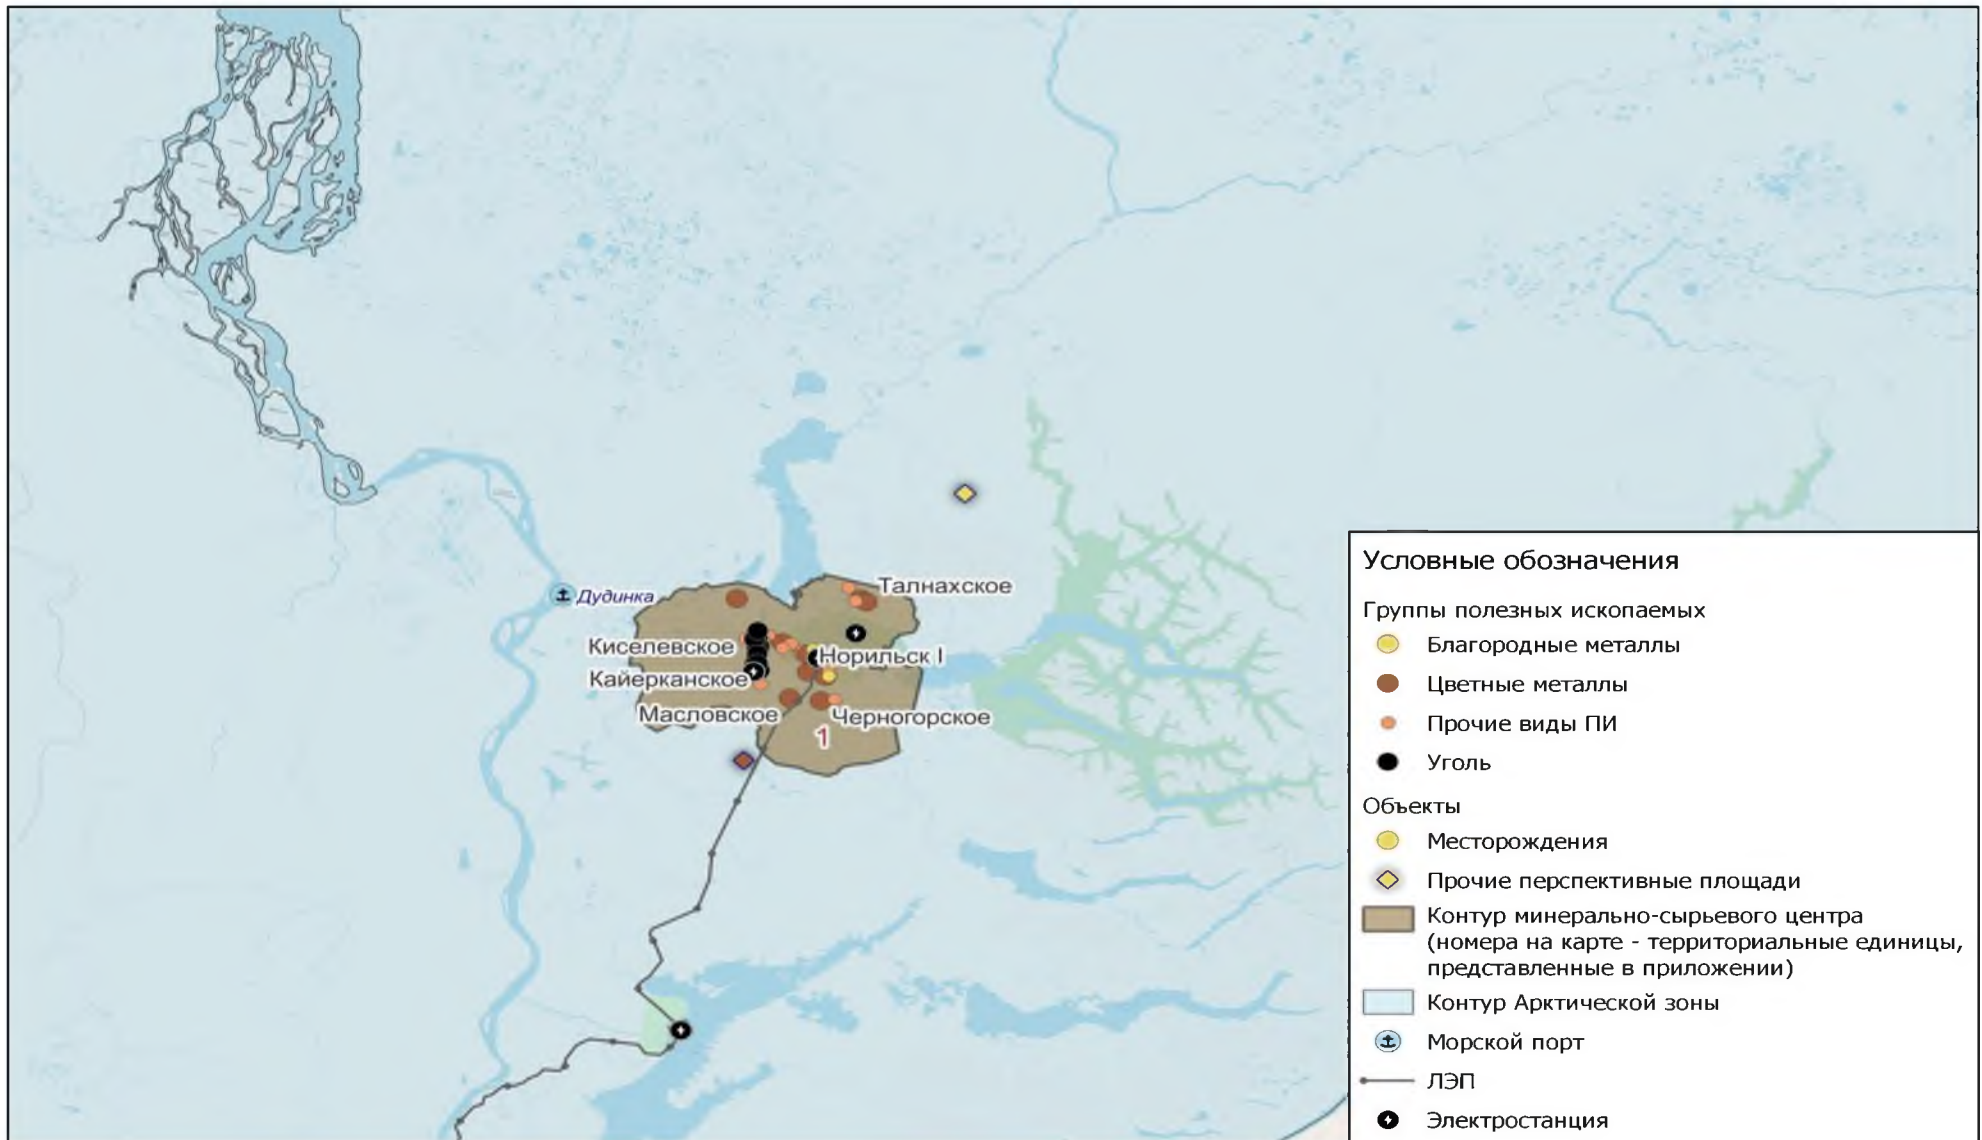 Талнахское
Дудинка
Киселевское
Норильск I
Кайерканское
Масловское
Черногорское
1
Условные обозначения
Группы полезных ископаемых
Благородные металлы
Цветные металлы
Прочие виды ПИ
Уголь
Объекты
Месторождения
Прочие перспективные площади
Контур минерально-сырьевого центра
(номера на карте - территориальные единицы,
представленные в приложении)
Контур Арктической зоны
Морской порт
ЛЭП
Электростанция